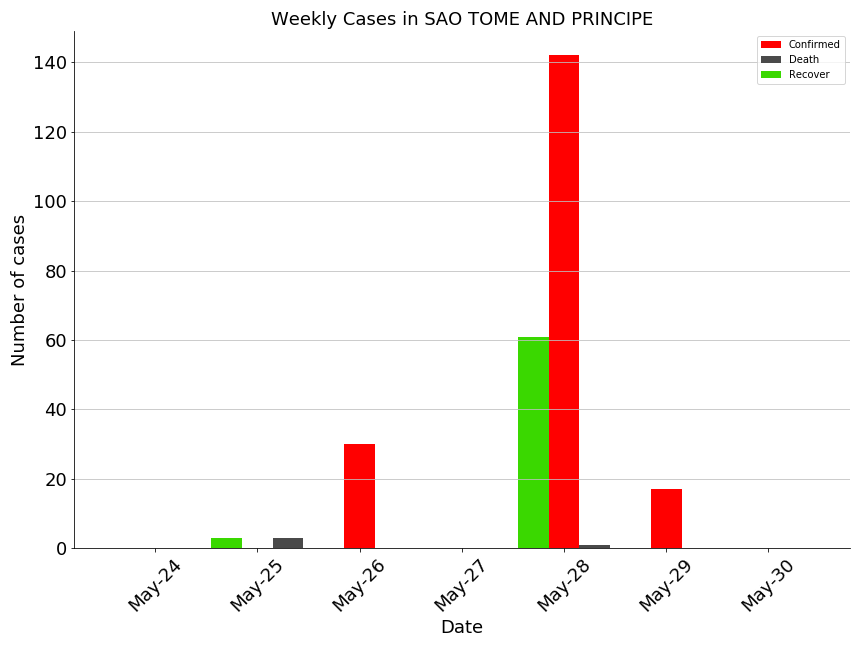 Weekly Cases in SAO TOME AND PRINCIPE
Confirmed
Death
Recover
Number of cases
140
120
100
80
60
40
20
0
May-24
May-25
May-26
May-27
May-28
May-29
May-30
Date